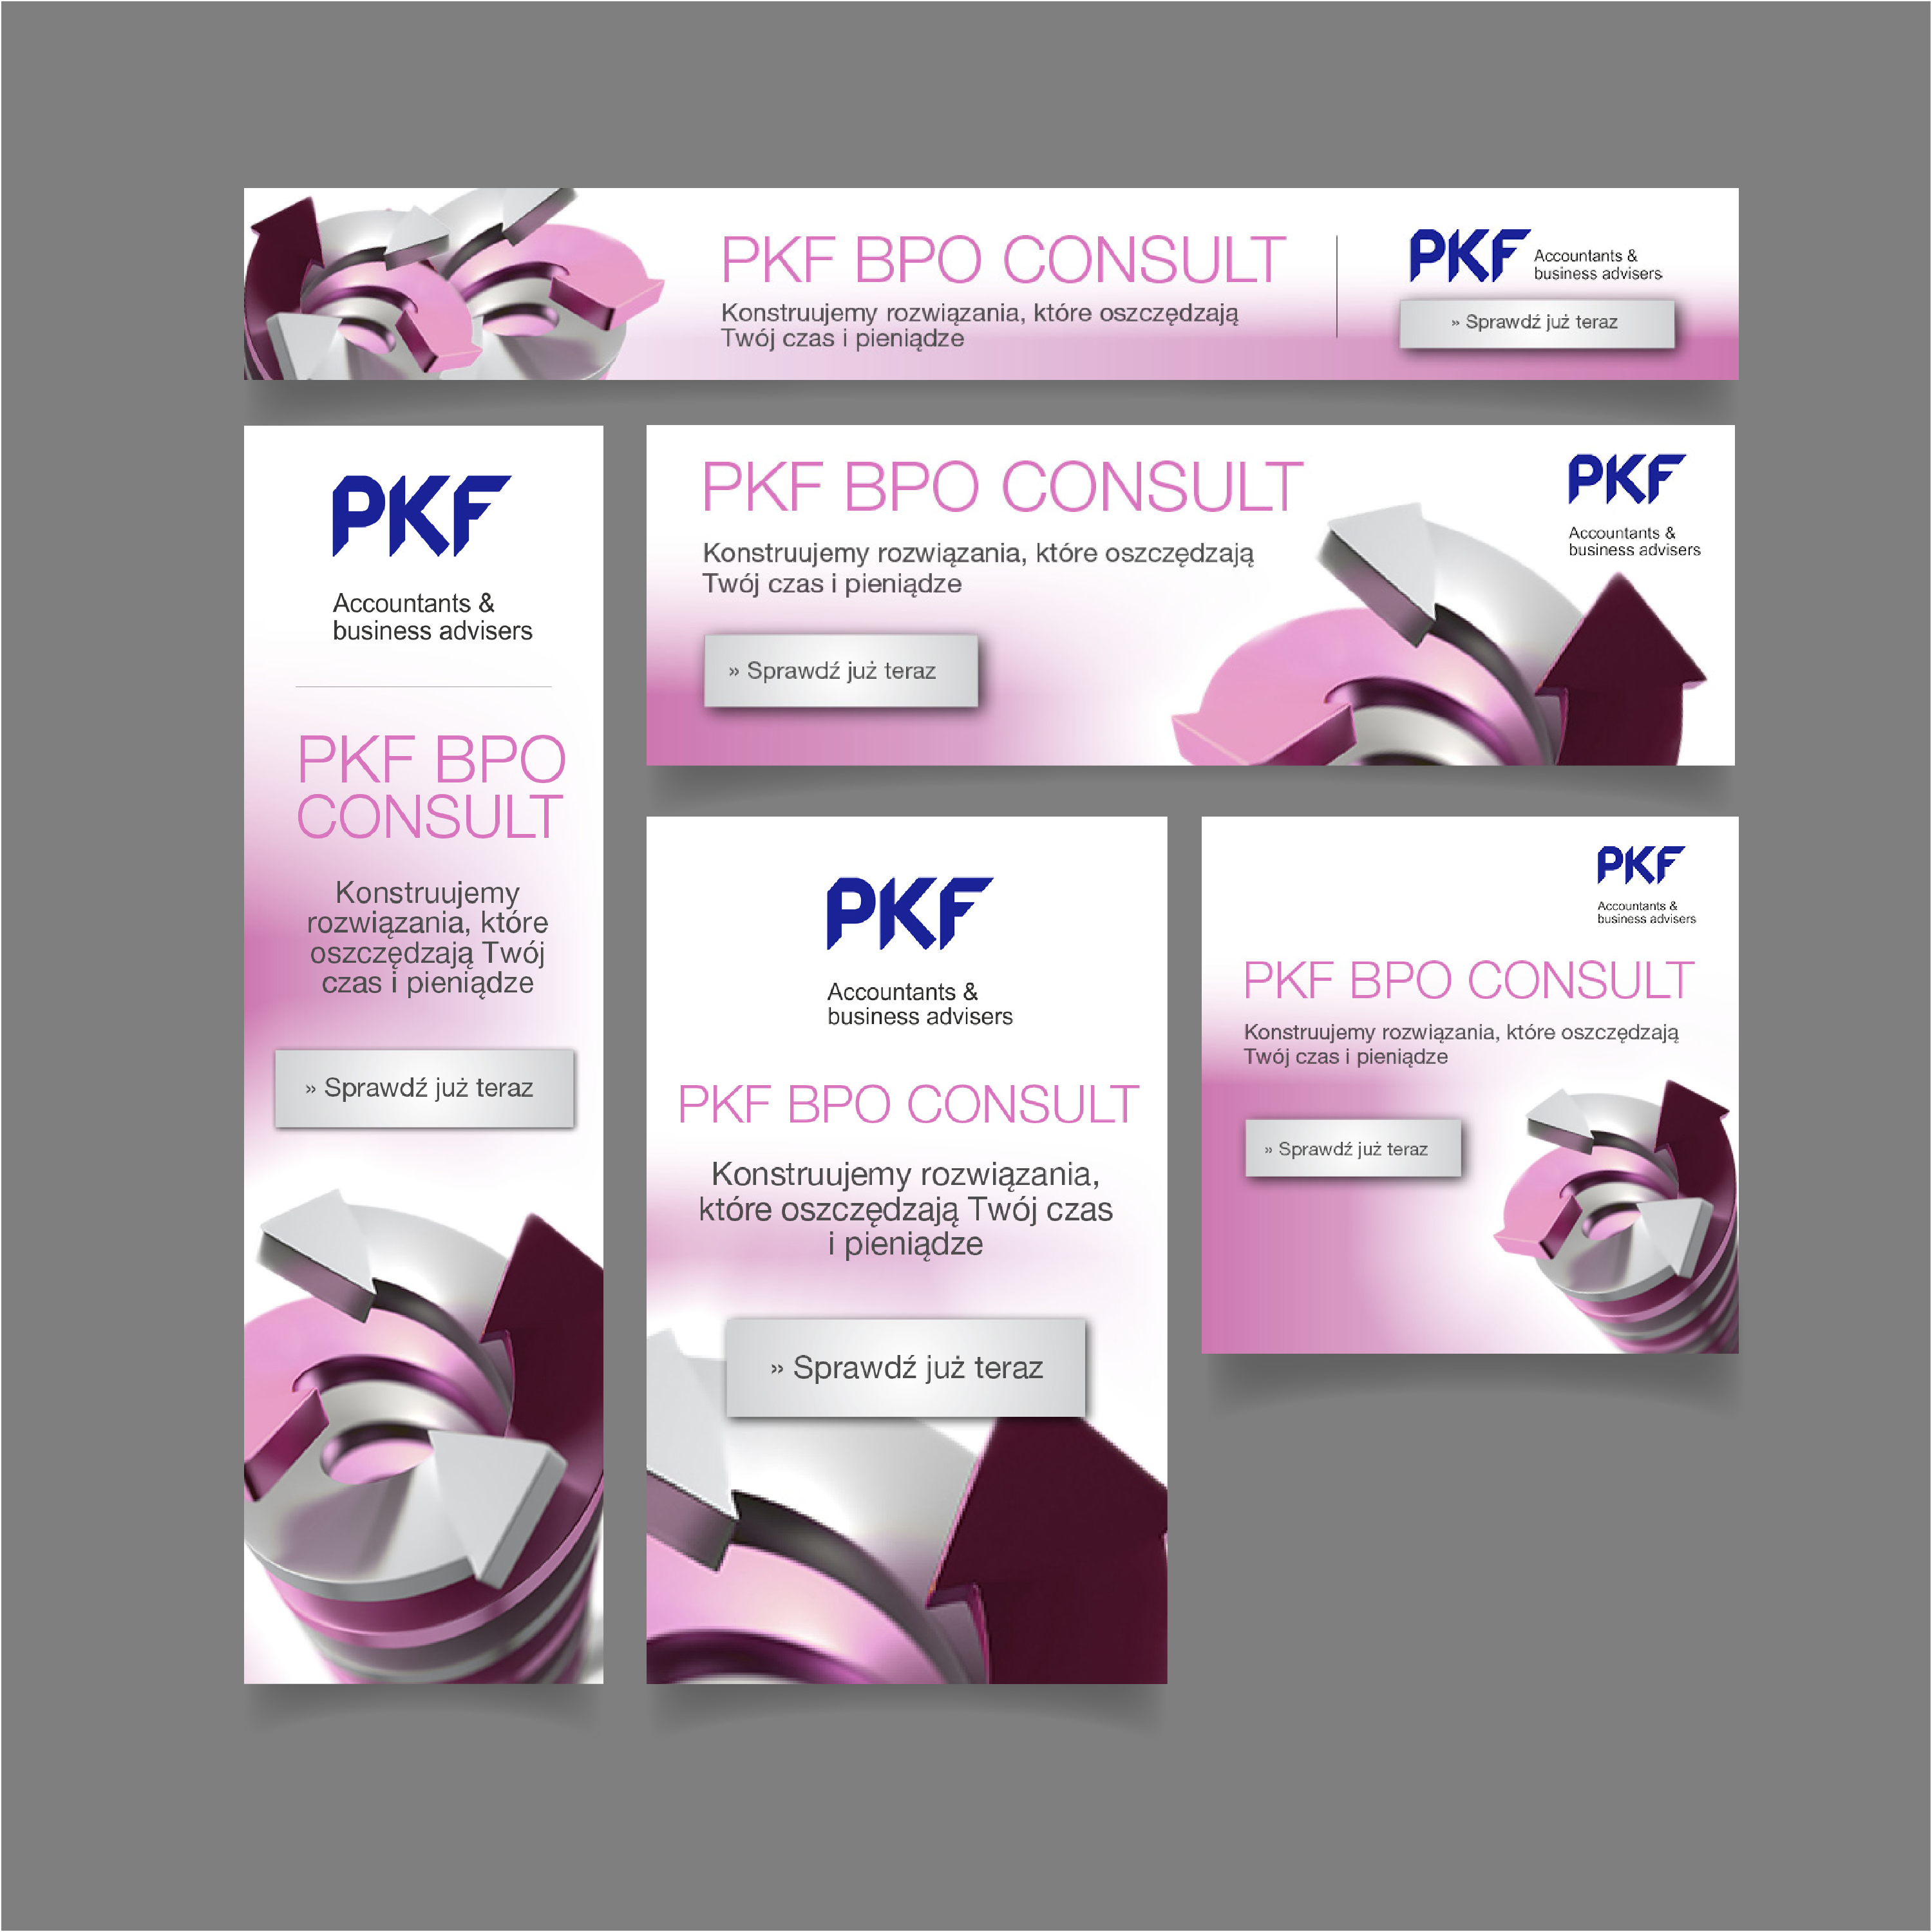 PKF BPO CONSULT
Konstruujemy rozwiązania, które oszczędzają
Twój czas i pieniądze
PKF
Accountants &
business advisers
» Sprawdź już teraz
PKF
Accountants &
business advisers
PKF BPO
CONSULT
Konstruujemy
rozwiązania, które
oszczędzają Twój
czas i pieniądze
» Sprawdź już teraz
PKF BPO CONSULT
Konstruujemy rozwiązania, które oszczędzają
Twój czas i pieniądze
» Sprawdź już teraz
PKF
Accountants &
business advisers
PKF
Accountants &
business advisers
PKF BPO CONSULT
Konstruujemy rozwiązania,
które oszczędzają Twój czas
i pieniądze
» Sprawdź już teraz
PKF
Accountants &
business advisers
PKF BPO CONSULT
Konstruujemy rozwiązania, które oszczędzają
Twój czas i pieniądze
» Sprawdź już teraz